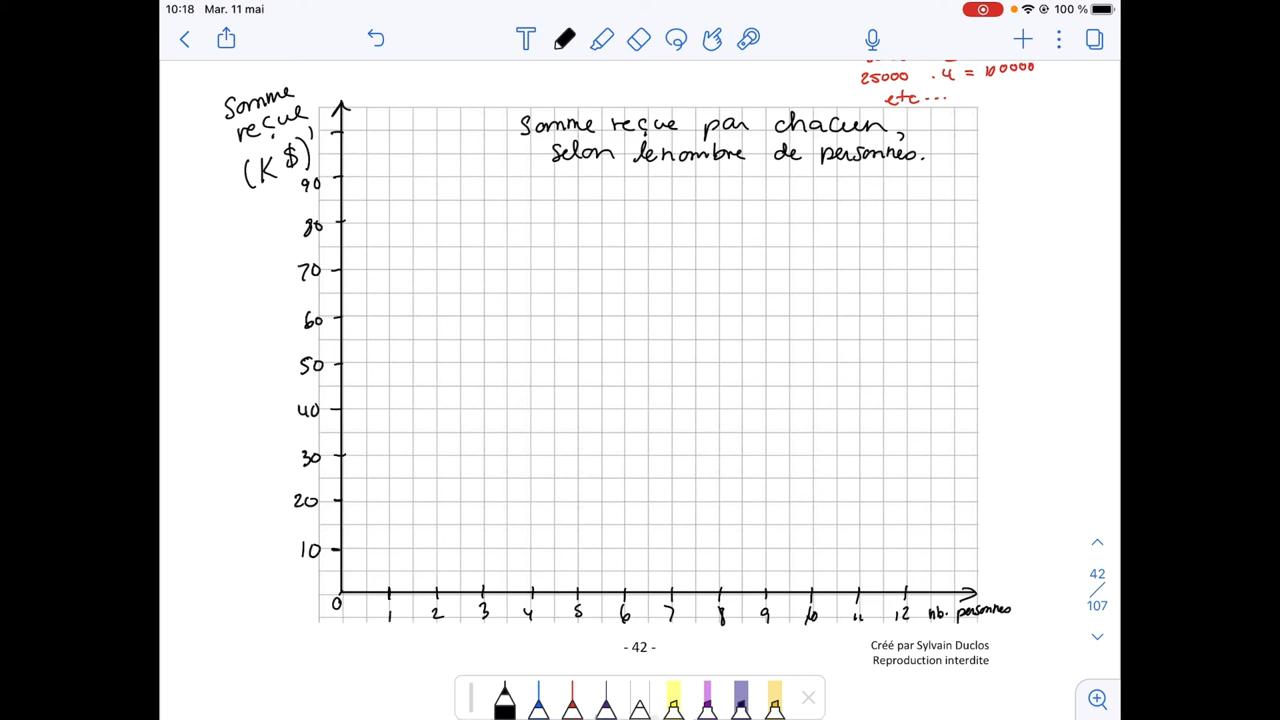 10:18 Mar. 11 mai
100 %
25000 . 4 = 100000
etc ...
Somme
reçue
(K $)
Somme reçue par chacun,
selon le nombre de personnes.
90
80
70
60
50
40
30
20
10
0 1 2 3 4 5 6 7 8 9 10 11 12 nb. personnes
- 42 -
Créé par Sylvain Duclos
Reproduction interdite
42
107